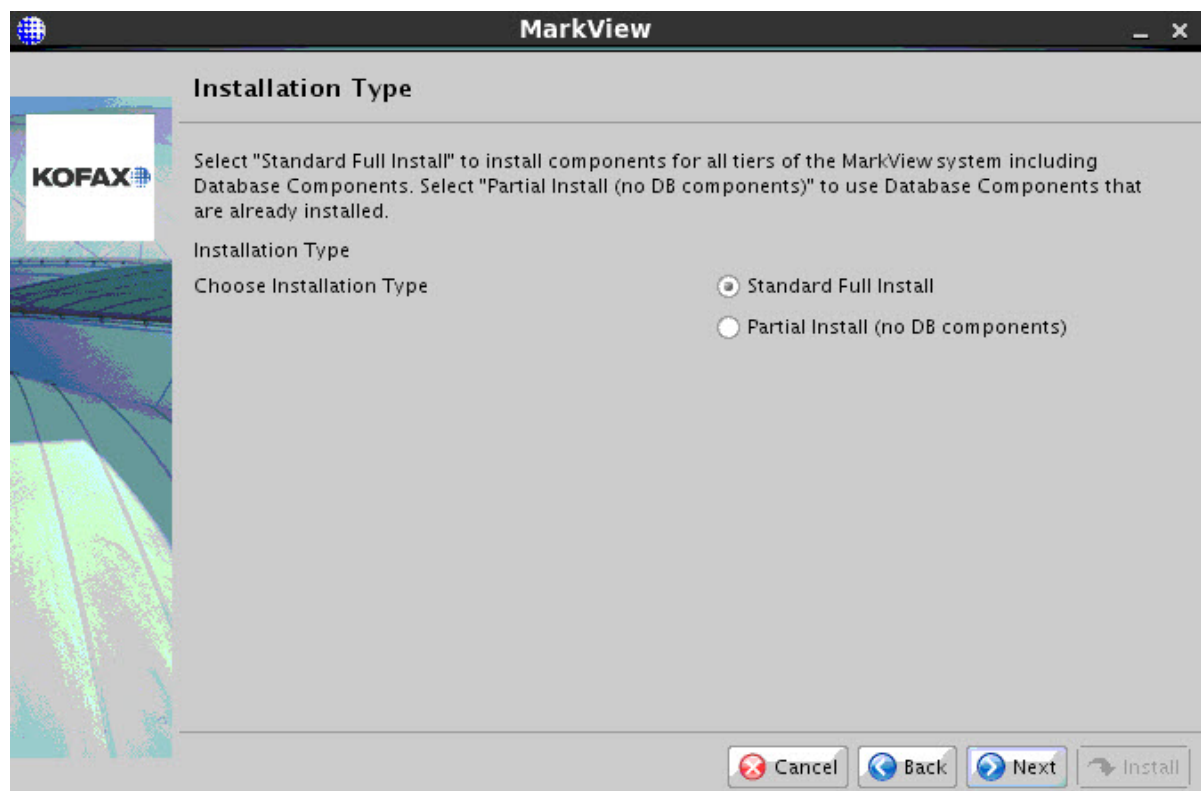 MarkView
Installation Type
KOFAX
Select "Standard Full Install" to install components for all tiers of the MarkView system including
Database Components. Select "Partial Install (no DB components)" to use Database Components that
are already installed.
Installation Type
Choose Installation Type
Standard Full Install
Partial Install (no DB components)
Cancel
Back
Next
Install